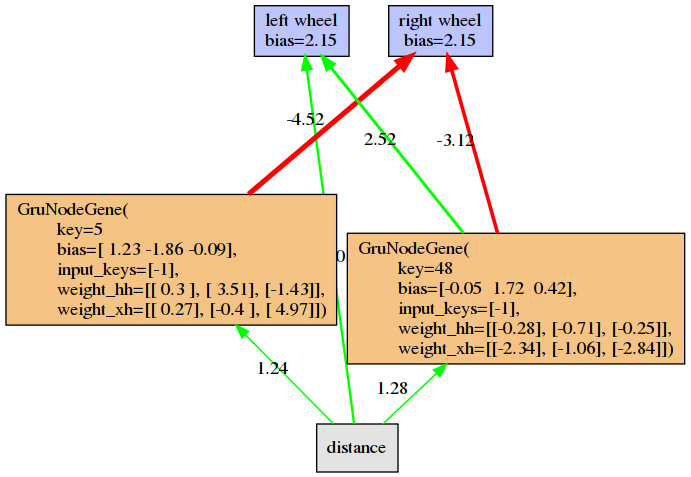 left wheel
bias=2.15
right wheel
bias=2.15
-4.52
2.52
-3.12
GruNodeGene(
key=5
bias=[ 1.23 -1.86 -0.09],
input_keys=[-1],
weight_hh=[[ 0.3 ], [ 3.51], [-1.43]],
weight_xh=[[ 0.27], [-0.4 ], [ 4.97]])
GruNodeGene(
key=48
bias=[-0.05  1.72  0.42],
input_keys=[-1],
weight_hh=[[-0.28], [-0.71], [-0.25]],
weight_xh=[[-2.34], [-1.06], [-2.84]])
1.24
1.28
distance